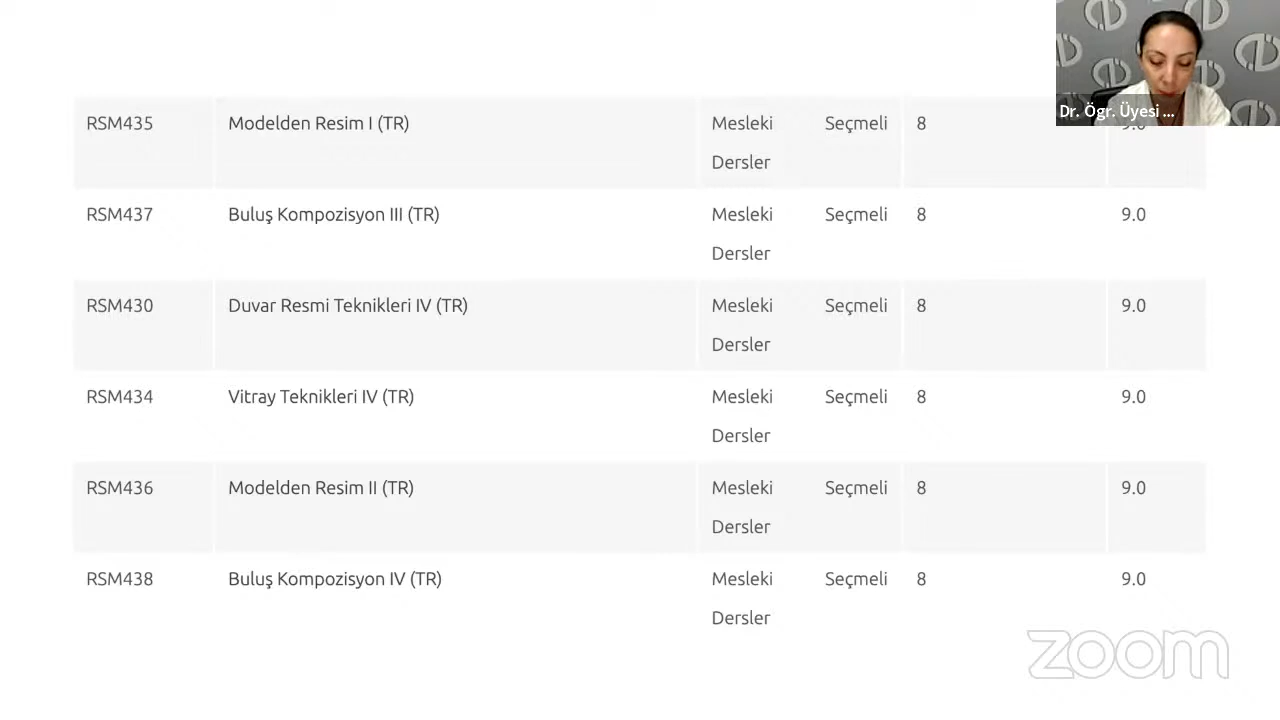 Dr. Ögr. Üyesi ...
RSM435 Modelden Resim I (TR) Mesleki Seçmeli 8 9.0
Dersler
RSM437 Buluş Kompozisyon III (TR) Mesleki Seçmeli 8 9.0
Dersler
RSM430 Duvar Resmi Teknikleri IV (TR) Mesleki Seçmeli 8 9.0
Dersler
RSM434 Vitray Teknikleri IV (TR) Mesleki Seçmeli 8 9.0
Dersler
RSM436 Modelden Resim II (TR) Mesleki Seçmeli 8 9.0
Dersler
RSM438 Buluş Kompozisyon IV (TR) Mesleki Seçmeli 8 9.0
Dersler
zoom